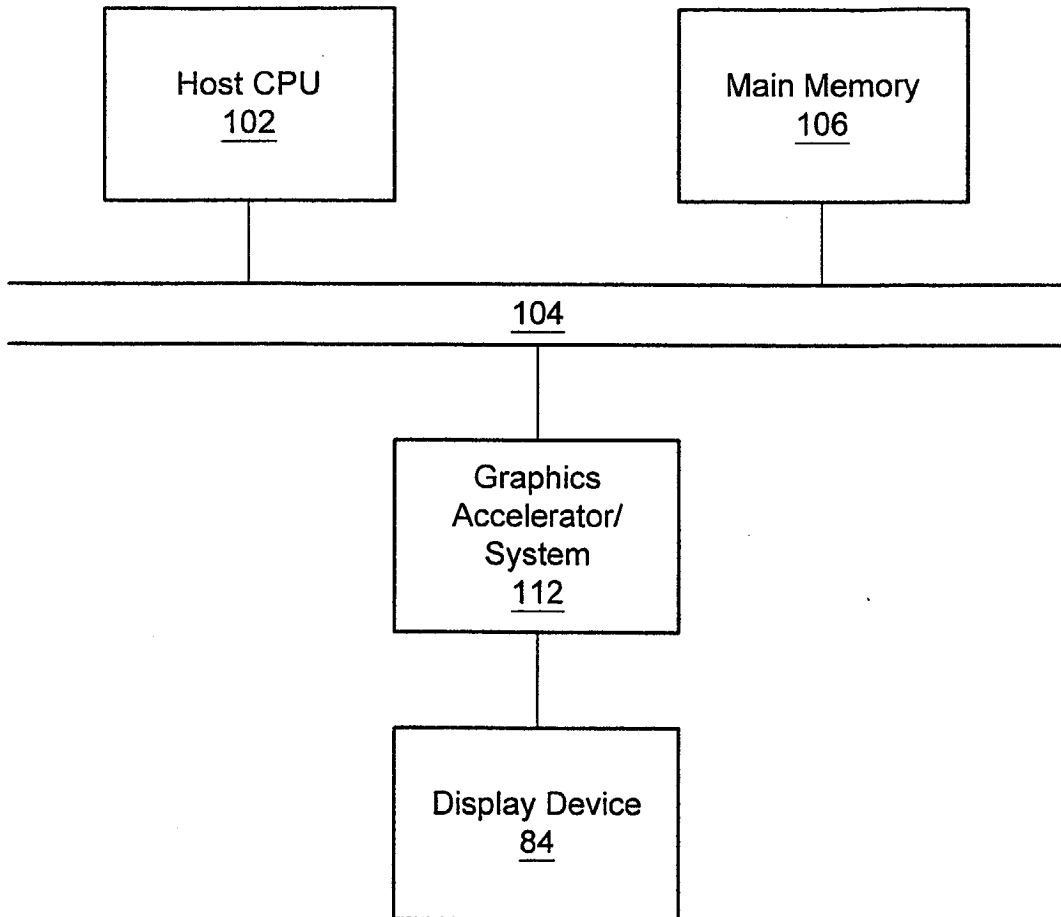 Host CPU
102
Main Memory
106
104
Graphics
Accelerator/
System
112
Display Device
84